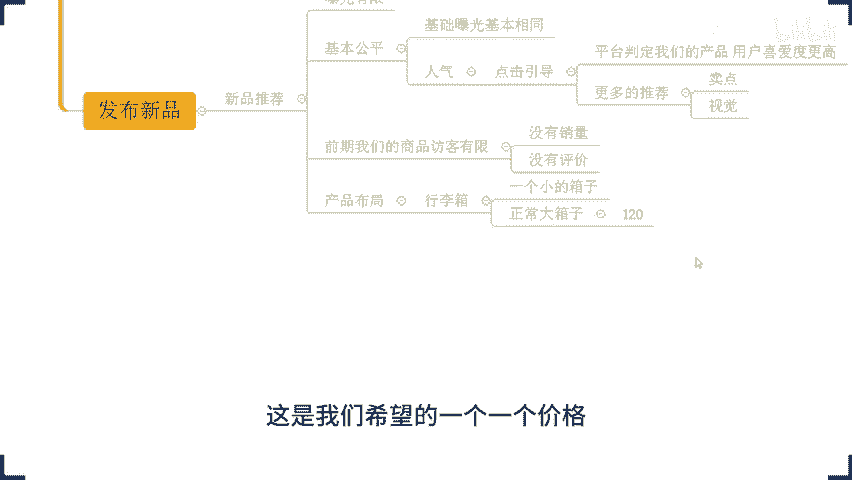 曝光有限
基础曝光基本相同
基本公平
平台判定我们的产品 用户喜爱度更高
人气
点击引导
卖点
更多的推荐
视觉
发布新品
新品推荐
没有销量
前期我们的商品访客有限
没有评价
一个小的箱子
产品布局
行李箱
正常大箱子
120
这是我们希望的一个一个价格